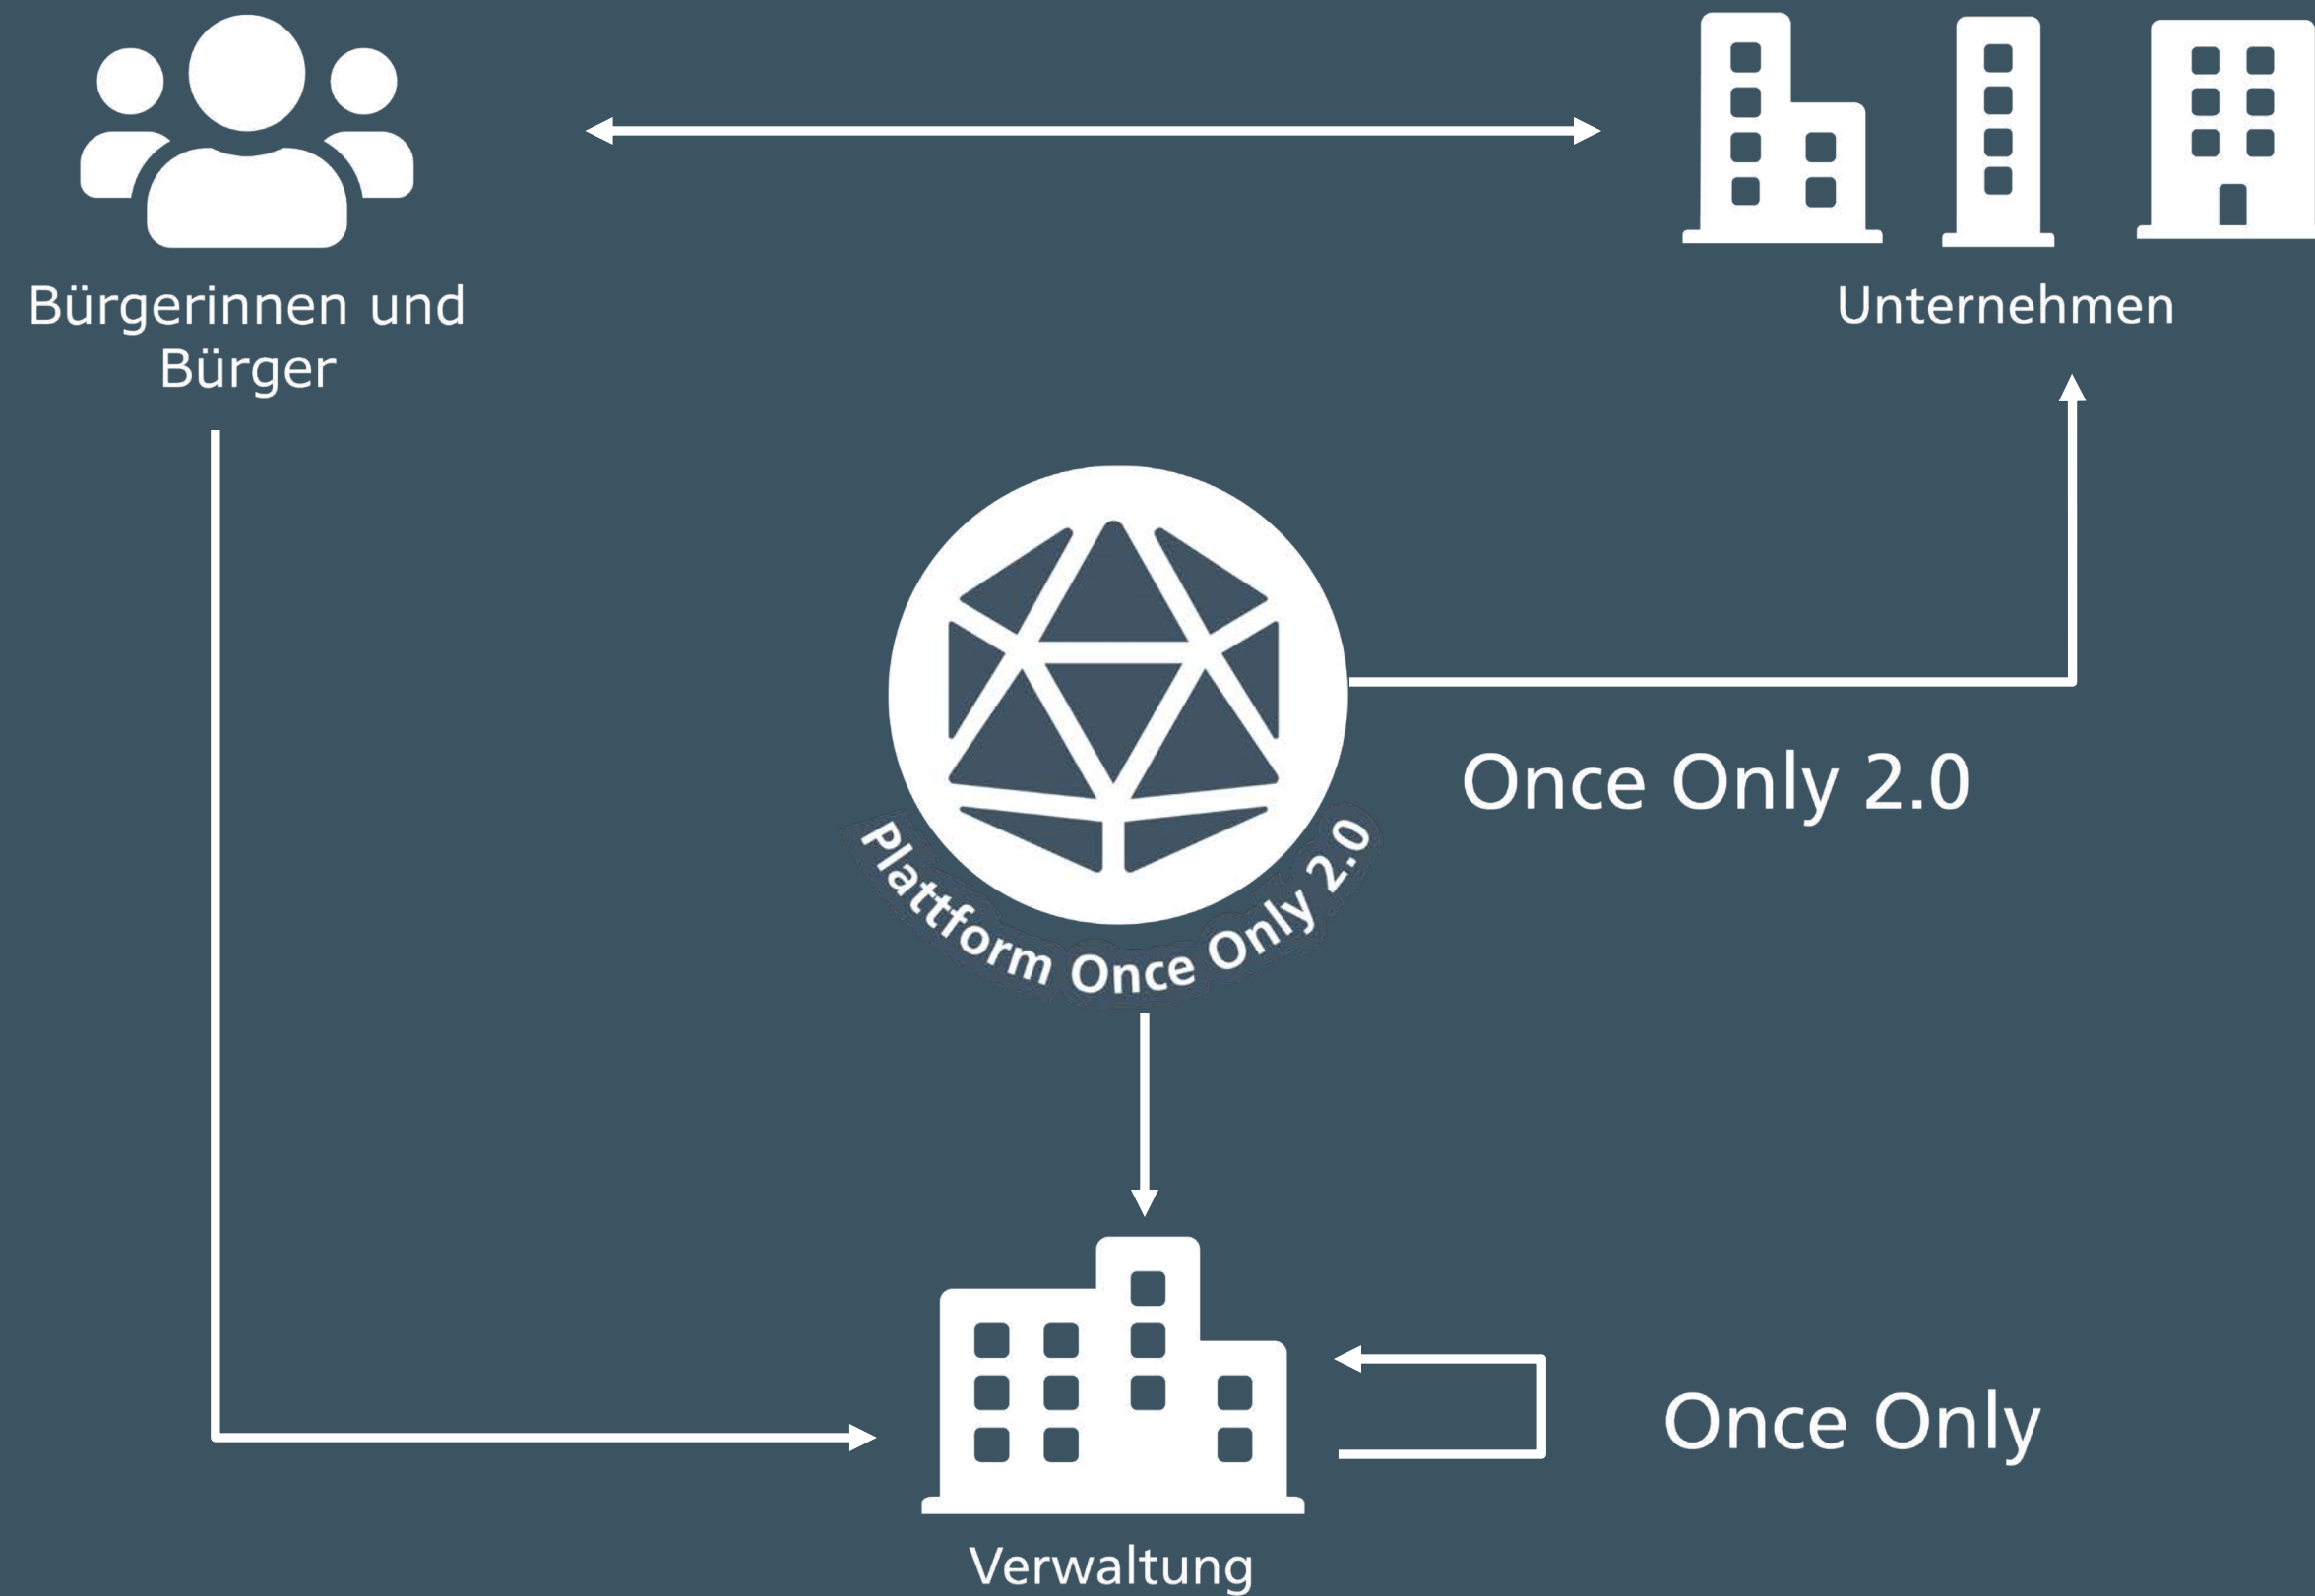 Bürgerinnen und
Bürger
Unternehmen
Once Only 2.0
Plattform Once Only 2.0
Once Only
Verwaltung